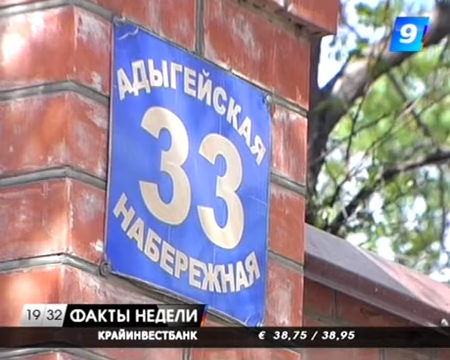 9
АДЫГЕЙСКАЯ
33
НАБЕРЕЖНАЯ
19 32 ФАКТЫ НЕДЕЛИ
КРАЙИНВЕСТБАНК € 38,75 / 38,95